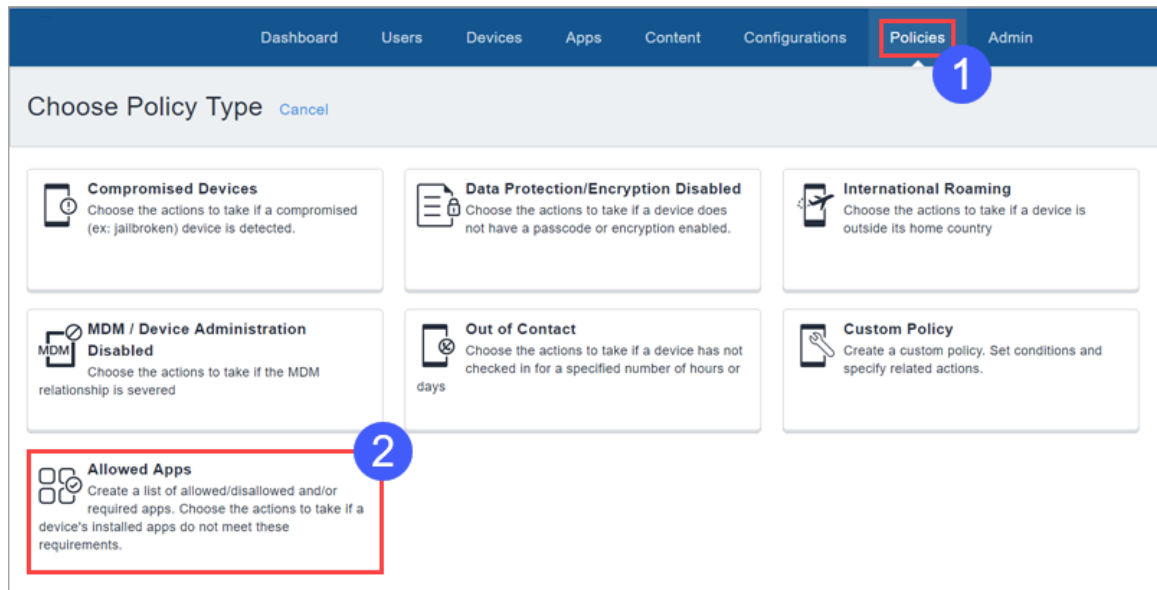 Dashboard Users Devices Apps Content Configurations Policies Admin
1
Choose Policy Type Cancel
Compromised Devices
Choose the actions to take if a compromised
(ex: jailbroken) device is detected.
Data Protection/Encryption Disabled
Choose the actions to take if a device does
not have a passcode or encryption enabled.
International Roaming
Choose the actions to take if a device is
outside its home country
MDM
MDM / Device Administration
Disabled
Choose the actions to take if the MDM
relationship is severed
Out of Contact
Choose the actions to take if a device has not
checked in for a specified number of hours or
days
Custom Policy
Create a custom policy. Set conditions and
specify related actions.
2
Allowed Apps
Create a list of allowed/disallowed and/or
required apps. Choose the actions to take if a
device's installed apps do not meet these
requirements.